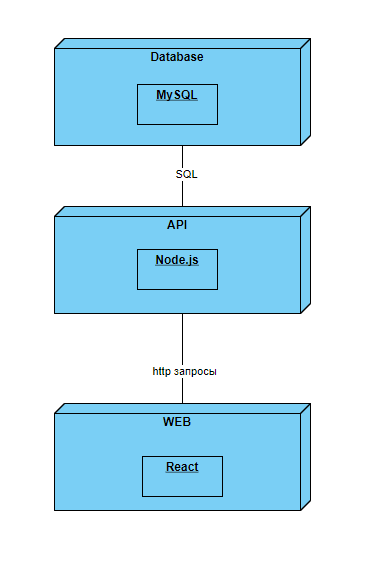 Database
MySQL
SQL
API
Node.js
http запросы
WEB
React